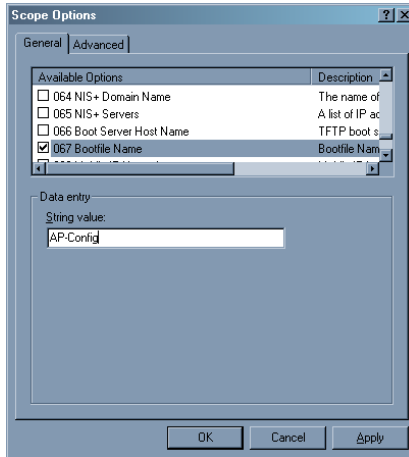 Scope Options
General Advanced
Available Options Description
064 NIS+ Domain Name The name of
065 NIS+ Servers A list of IP ad
066 Boot Server Host Name TFTP boot s
067 Bootfile Name Bootfile Nam
Data entry
String value:
AP-Config
OK Cancel Apply